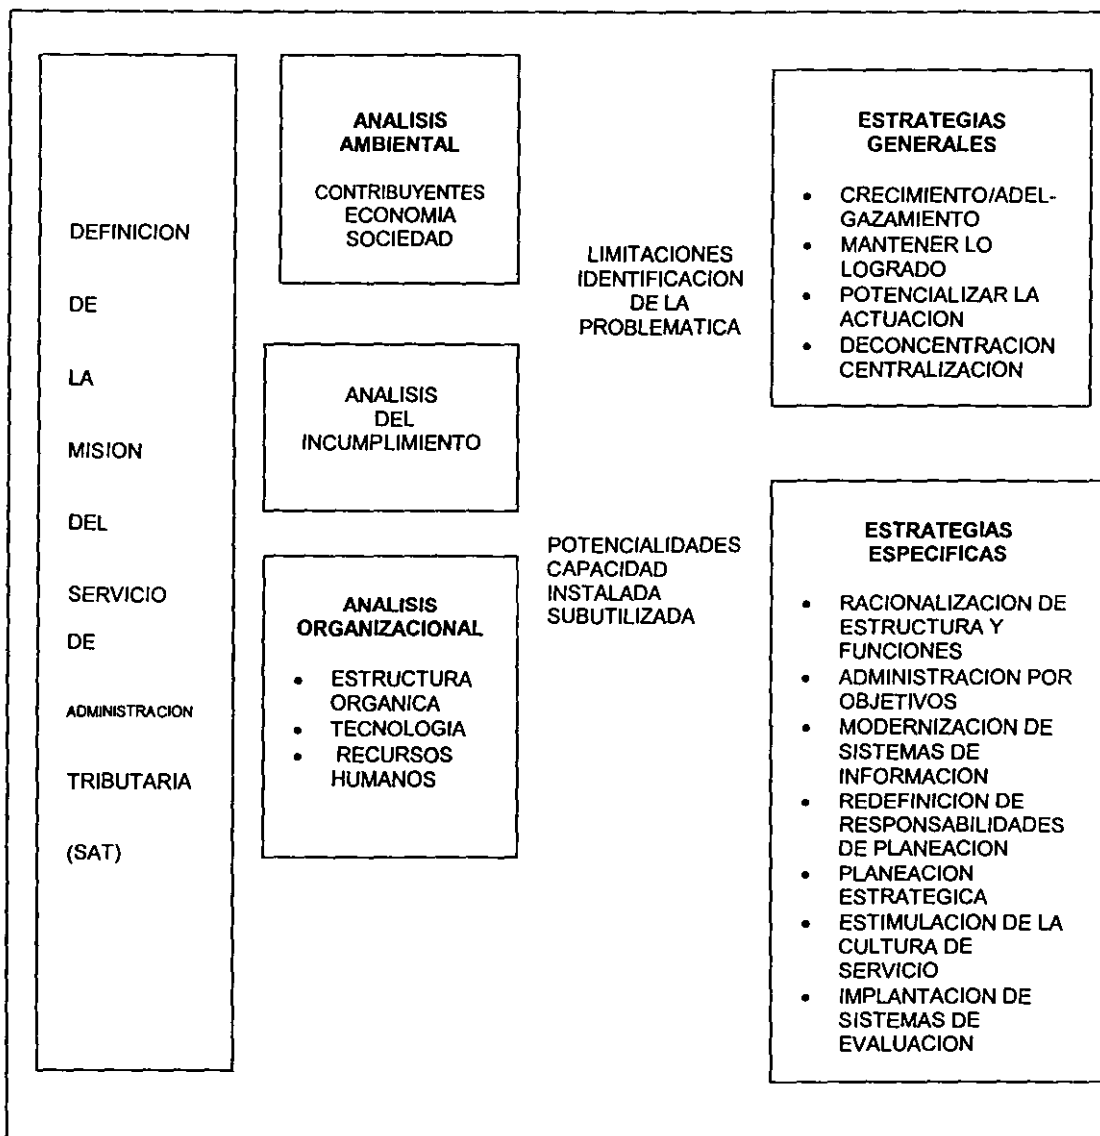 DEFINICION
DE
LA
MISION
DEL
SERVICIO
DE
ADMINISTRACION
TRIBUTARIA
(SAT)
ANALISIS
AMBIENTAL
CONTRIBUYENTES
ECONOMIA
SOCIEDAD
ANALISIS
DEL
INCUMPLIMIENTO
ANALISIS
ORGANIZACIONAL
• ESTRUCTURA
ORGANICA
• TECNOLOGIA
• RECURSOS
HUMANOS
LIMITACIONES
IDENTIFICACION
DE LA
PROBLEMATICA
POTENCIALIDADES
CAPACIDAD
INSTALADA
SUBUTILIZADA
ESTRATEGIAS
GENERALES
• CRECIMIENTO/ADEL-
GAZAMIENTO
• MANTENER LO
LOGRADO
• POTENCIALIZAR LA
ACTUACION
• DECONCENTRACION
CENTRALIZACION
ESTRATEGIAS
ESPECIFICAS
• RACIONALIZACION DE
ESTRUCTURA Y
FUNCIONES
• ADMINISTRACION POR
OBJETIVOS
• MODERNIZACION DE
SISTEMAS DE
INFORMACION
• REDEFINICION DE
RESPONSABILIDADES
DE PLANEACION
• PLANEACION
ESTRATEGICA
• ESTIMULACION DE LA
CULTURA DE
SERVICIO
• IMPLANTACION DE
SISTEMAS DE
EVALUACION